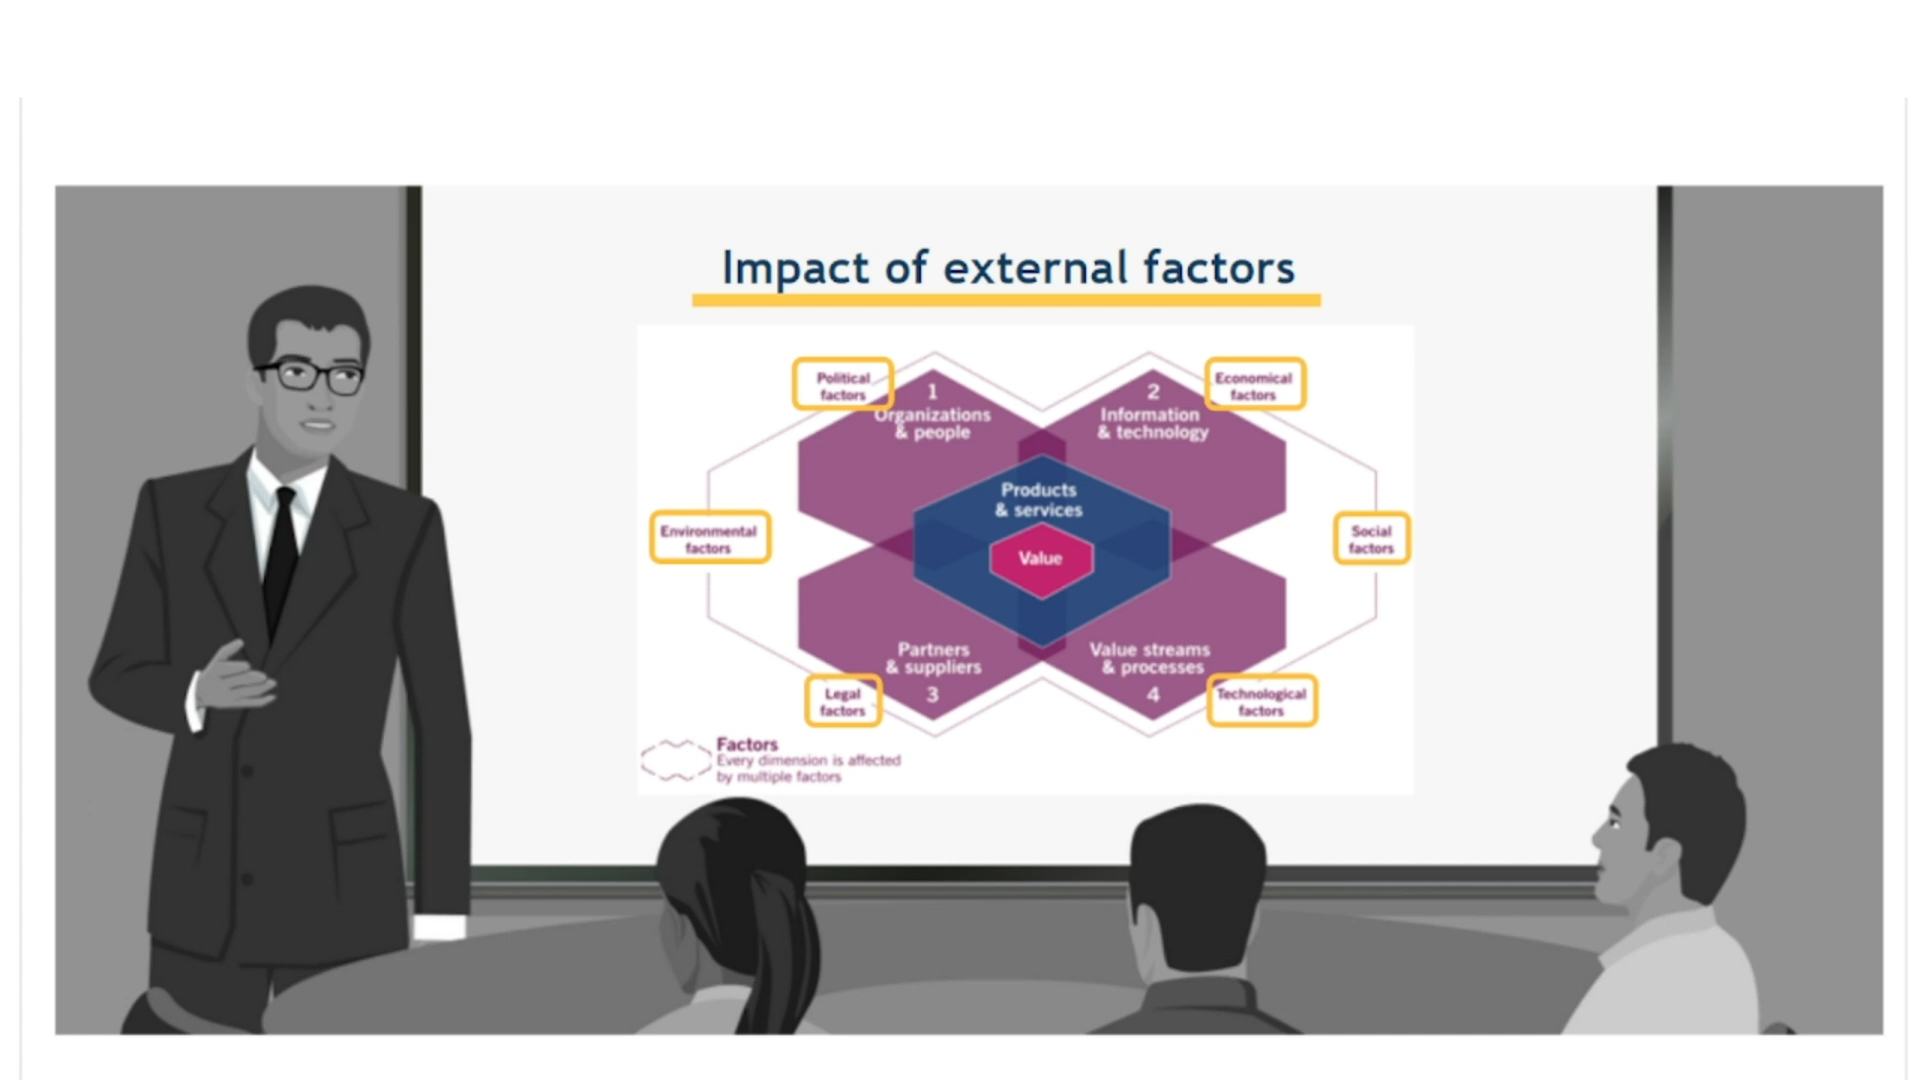 Impact of external factors
Political
factors
Economical
factors
1
Organizations
& people
2
Information
& technology
Products
& services
Value
Environmental
factors
Social
factors
Partners
& suppliers
3
Value streams
& processes
4
Legal
factors
Technological
factors
Factors
Every dimension is affected
by multiple factors